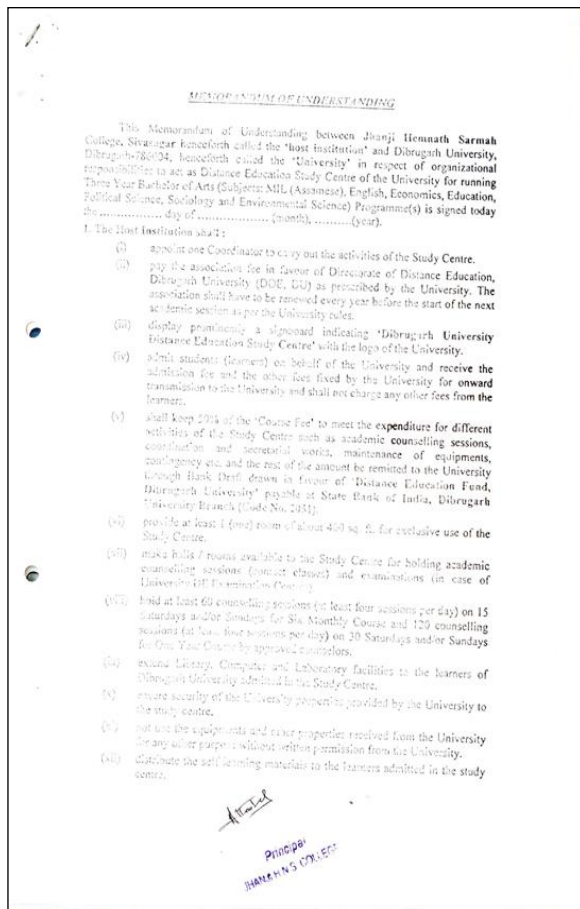 MEMORANDUM OF UNDERSTANDING
This Memorandum of Understanding between Jhanji Hemnath Sarmah
College, Sivasagar henceforth called the 'host institution' and Dibrugarh University,
Dibrugarh-786004, henceforth called the 'University' in respect of organizational
responsibilities to act as Distance Education Study Centre of the University for running
Three Year Bachelor of Arts (Subjects: MIL (Assamese), English, Economics, Education,
Political Science, Sociology and Environmental Science) Programme(s) is signed today
the ................ day of .................. (month), ..........(year).
1. The Host Institution shall :
(i) appoint one Coordinator to carry out the activities of the Study Centre.
(ii) pay the association fee in favour of Directorate of Distance Education,
Dibrugarh University (DDE, DU) as prescribed by the University. The
association shall have to be renewed every year before the start of the next
academic session as per the University rules.
(iii) display prominently a signboard indicating 'Dibrugarh University
Distance Education Study Centre' with the logo of the University.
(iv) admit students (learners) on behalf of the University and receive the
admission fee and the other fees fixed by the University for onward
transmission to the University and shall not charge any other fees from the
learners.
(v) shall keep 20% of the 'Course Fee' to meet the expenditure for different
activities of the Study Centre such as academic counselling sessions,
coordination and secretarial works, maintenance of equipments,
contingency etc. and the rest of the amount be remitted to the University
through Bank Draft drawn in favour of 'Distance Education Fund,
Dibrugarh University' payable at State Bank of India, Dibrugarh
University Branch (Code No. 2051).
(vi) provide at least 1 (one) room of about 400 sq. ft. for exclusive use of the
Study Centre.
(vii) make halls / rooms available to the Study Centre for holding academic
counselling sessions (contact classes) and examinations (in case of
University DE Examination Centre).
(viii) hold at least 60 counselling sessions (at least four sessions per day) on 15
Saturdays and/or Sundays for Six Monthly Course and 120 counselling
sessions (at least four sessions per day) on 30 Saturdays and/or Sundays
for One Year Course by approved counselors.
(ix) extend Library, Computer and Laboratory facilities to the learners of
Dibrugarh University admitted in the Study Centre.
(x) ensure security of the University properties provided by the University to
the study centre.
(xi) not use the equipments and other properties received from the University
for any other purpose without written permission from the University.
(xii) distribute the self learning materials to the learners admitted in the study
centre.
Principal
COLLEGE